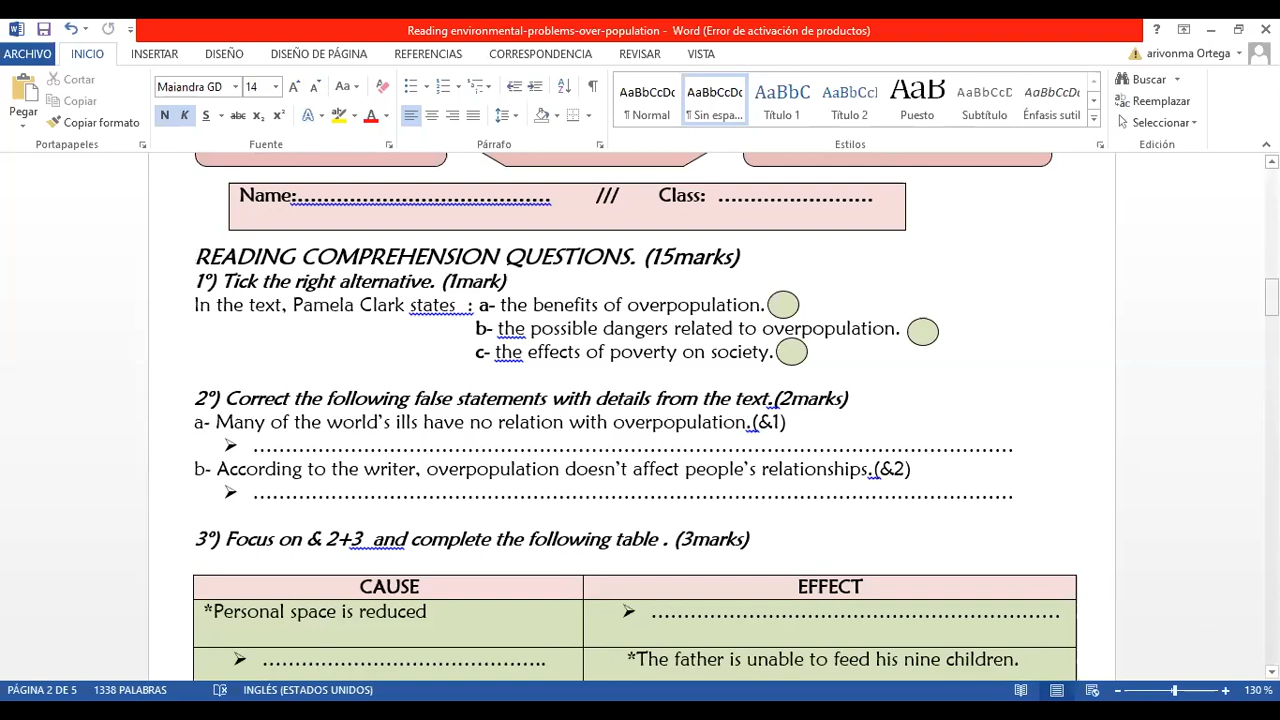 Reading environmental-problems-over-population - Word (Error de activación de productos)
ARCHIVO INICIO INSERTAR DISEÑO DISEÑO DE PÁGINA REFERENCIAS CORRESPONDENCIA REVISAR VISTA arivonma Ortega
Pegar
Cortar
Copiar
Copiar formato
Portapapeles
Maiandra GD 14
N K S abc x₂ x² A A A
Fuente
Párrafo
AaBbCcDc AaBbCcDc AaBbC AaBbCcI AaB AaBbCcD AaBbCcDc
¶ Normal ¶ Sin espa... Título 1 Título 2 Puesto Subtítulo Énfasis sutil
Estilos
Buscar
Reemplazar
Seleccionar
Edición
Name:....................................... /// Class: ........................
READING COMPREHENSION QUESTIONS. (15marks)
1°) Tick the right alternative. (1mark)
In the text, Pamela Clark states : a- the benefits of overpopulation.
b- the possible dangers related to overpopulation.
c- the effects of poverty on society.
2°) Correct the following false statements with details from the text.(2marks)
a- Many of the world's ills have no relation with overpopulation.(&1)
➢ ....................................................................................................................
b- According to the writer, overpopulation doesn't affect people's relationships.(&2)
➢ ....................................................................................................................
3°) Focus on & 2+3 and complete the following table . (3marks)
CAUSE EFFECT
*Personal space is reduced ➢ ..............................................................
➢ ........................................... *The father is unable to feed his nine children.
PÁGINA 2 DE 5 1338 PALABRAS INGLÉS (ESTADOS UNIDOS) 130 %